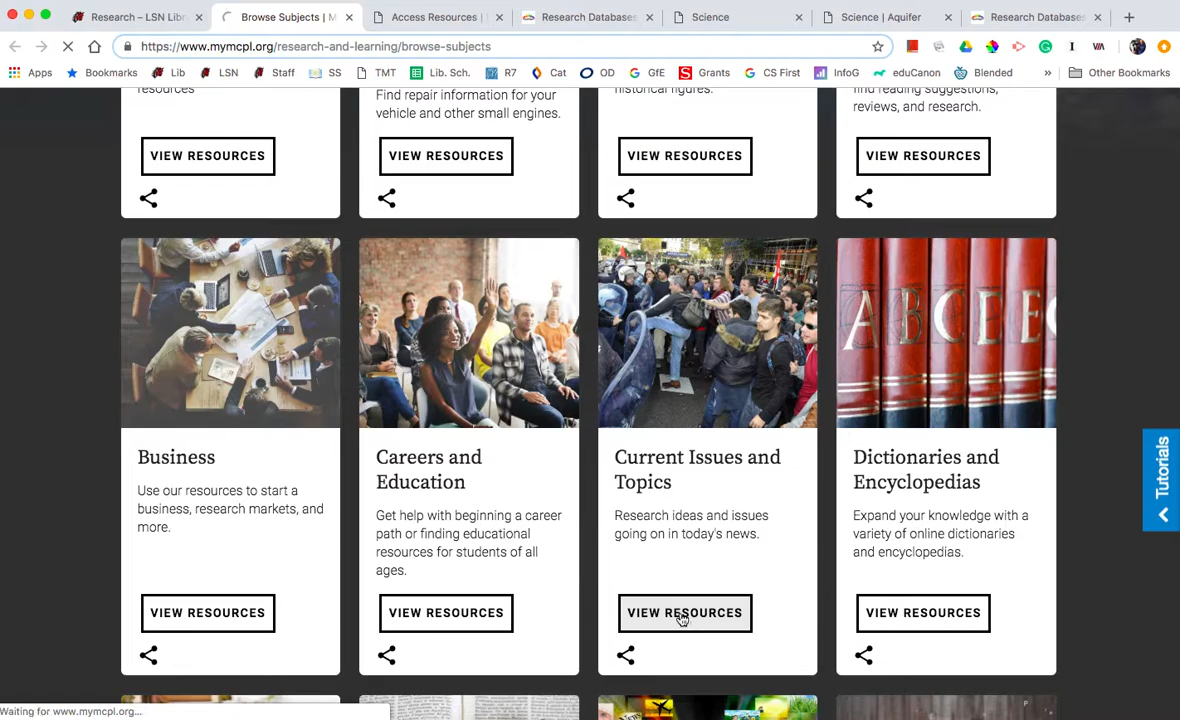 Research – LSN Libr
Browse Subjects | M
Access Resources |
Research Databases
Science
Science | Aquifer
Research Databases
https://www.mymcpl.org/research-and-learning/browse-subjects
Apps
Bookmarks
Lib
LSN
Staff
SS
TMT
Lib. Sch.
R7
Cat
OD
GfE
Grants
CS First
InfoG
eduCanon
Blended
»
Other Bookmarks
resources
VIEW RESOURCES
Find repair information for your
vehicle and other small engines.
VIEW RESOURCES
historical figures.
VIEW RESOURCES
find reading suggestions,
reviews, and research.
VIEW RESOURCES
Business
Use our resources to start a
business, research markets, and
more.
VIEW RESOURCES
Careers and
Education
Get help with beginning a career
path or finding educational
resources for students of all
ages.
VIEW RESOURCES
Current Issues and
Topics
Research ideas and issues
going on in today's news.
VIEW RESOURCES
A B C E E
Dictionaries and
Encyclopedias
Expand your knowledge with a
variety of online dictionaries
and encyclopedias.
VIEW RESOURCES
Tutorials
Waiting for www.mymcpl.org...